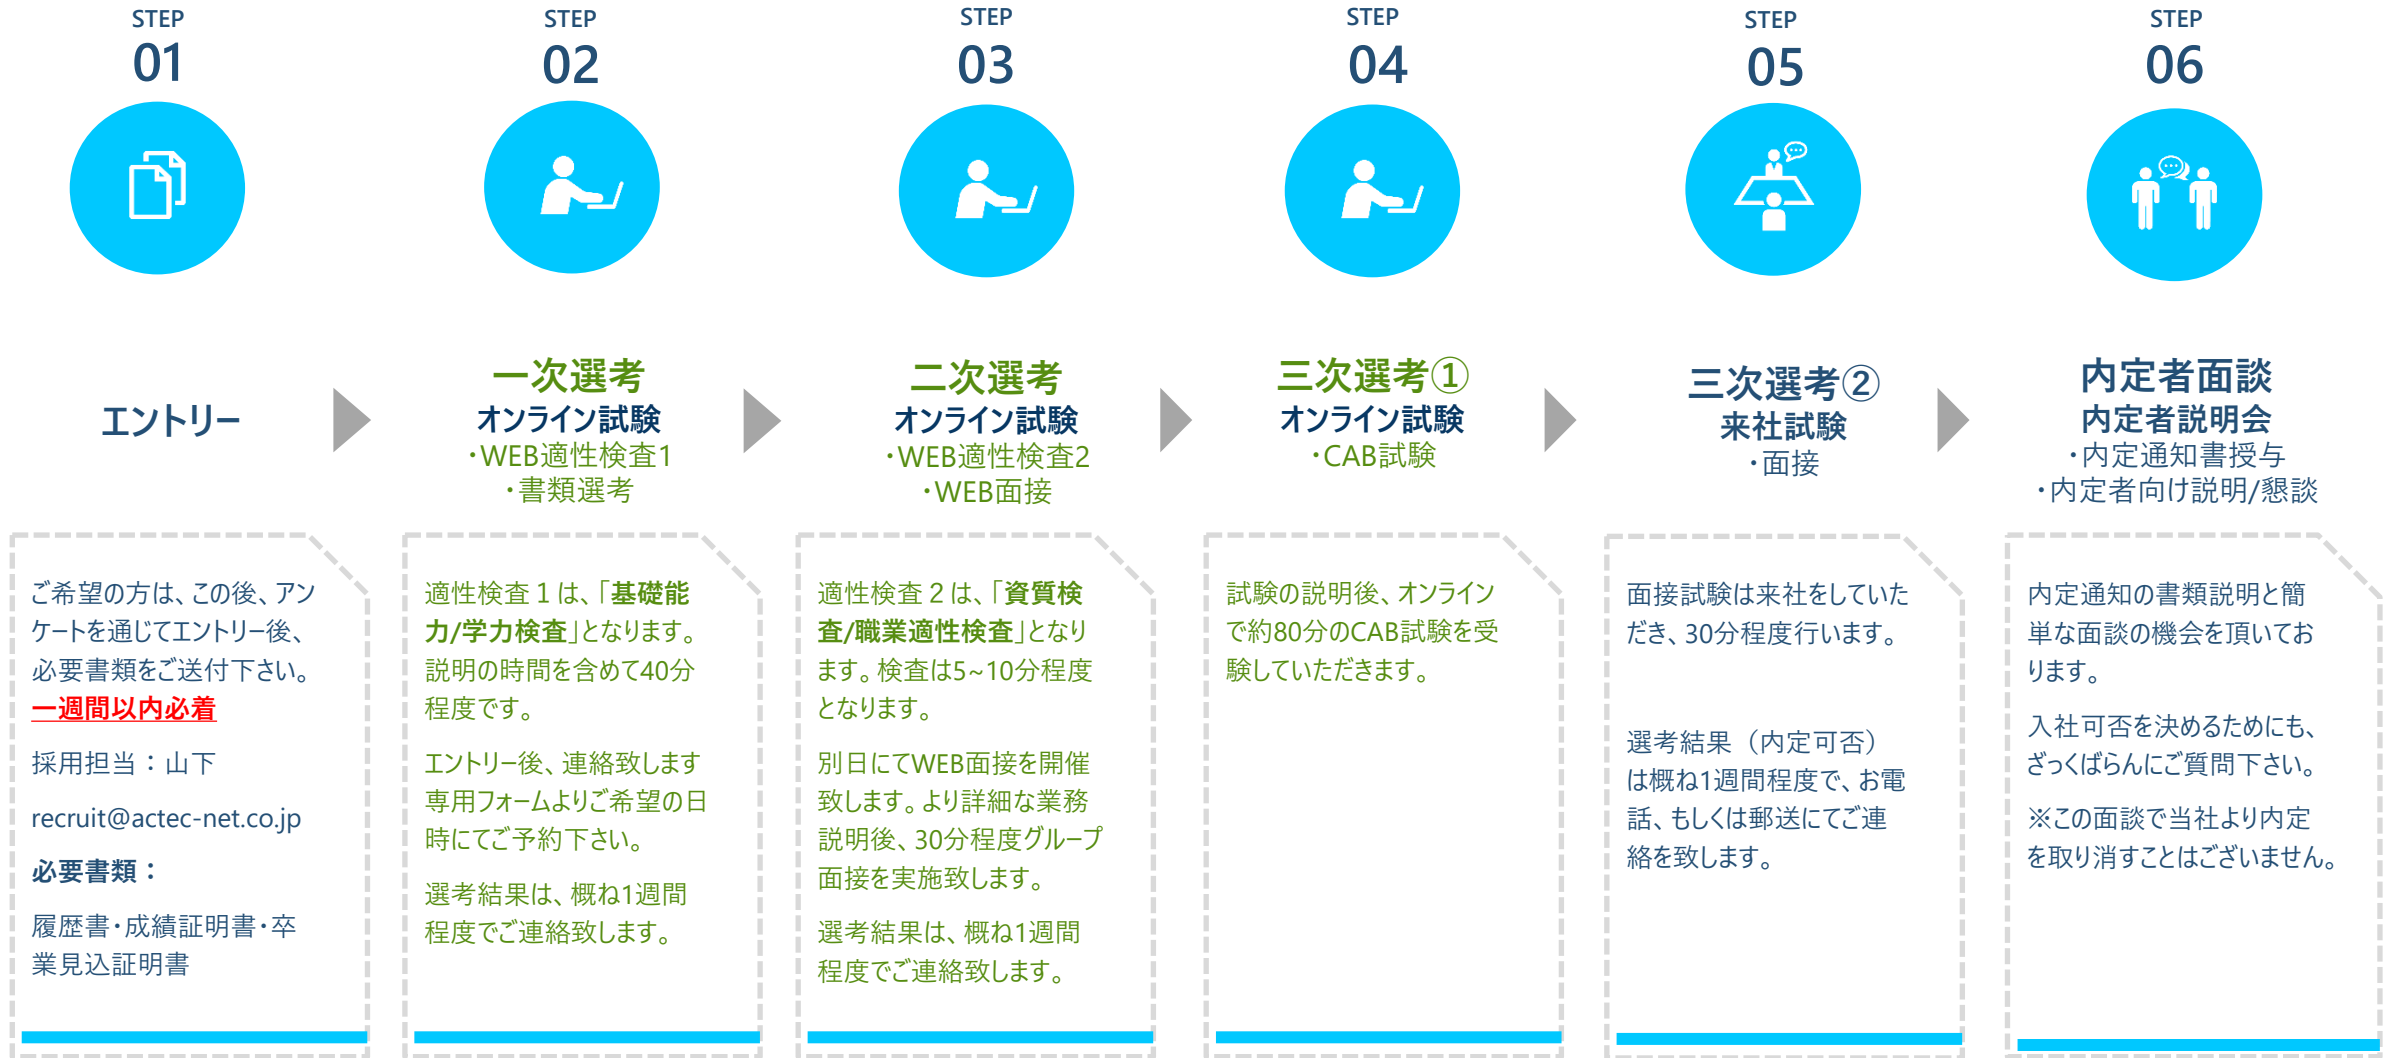 STEP
01
エントリー
ご希望の方は、この後、アン
ケートを通じてエントリー後、
必要書類をご送付下さい。
一週間以内必着
採用担当：山下
recruit@actec-net.co.jp
必要書類：
履歴書・成績証明書・卒
業見込証明書
STEP
02
一次選考
オンライン試験
・WEB適性検査1
・書類選考
適性検査１は、「基礎能
力/学力検査」となります。
説明の時間を含めて40分
程度です。
エントリー後、連絡致します
専用フォームよりご希望の日
時にてご予約下さい。
選考結果は、概ね1週間
程度でご連絡致します。
STEP
03
二次選考
オンライン試験
・WEB適性検査2
・WEB面接
適性検査２は、「資質検
査/職業適性検査」となり
ます。検査は5~10分程度
となります。
別日にてWEB面接を開催
致します。より詳細な業務
説明後、30分程度グループ
面接を実施致します。
選考結果は、概ね1週間
程度でご連絡致します。
STEP
04
三次選考①
オンライン試験
・CAB試験
試験の説明後、オンライン
で約80分のCAB試験を受
験していただきます。
STEP
05
三次選考②
来社試験
・面接
面接試験は来社をしていた
だき、30分程度行います。
選考結果（内定可否）
は概ね1週間程度で、お電
話、もしくは郵送にてご連
絡を致します。
STEP
06
内定者面談
内定者説明会
・内定通知書授与
・内定者向け説明/懇談
内定通知の書類説明と簡
単な面談の機会を頂いてお
ります。
入社可否を決めるためにも、
ざっくばらんにご質問下さい。
※この面談で当社より内定
を取り消すことはございません。